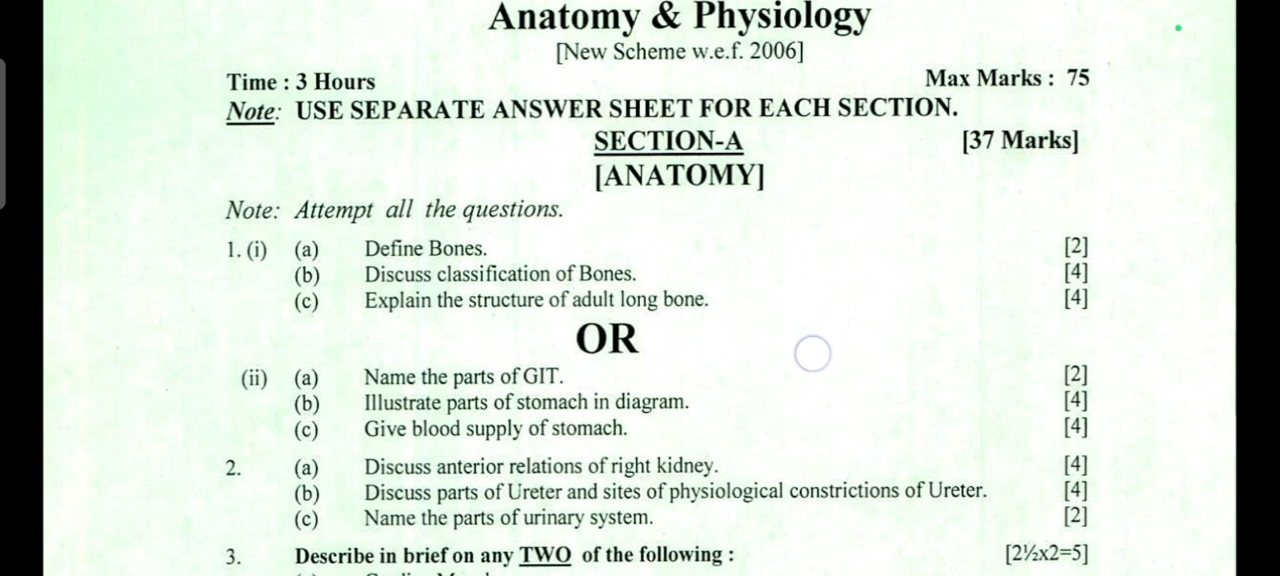 Anatomy & Physiology
[New Scheme w.e.f. 2006]
Time : 3 Hours Max Marks : 75
Note: USE SEPARATE ANSWER SHEET FOR EACH SECTION.
SECTION-A [37 Marks]
[ANATOMY]
Note: Attempt all the questions.
1. (i) (a) Define Bones. [2]
(b) Discuss classification of Bones. [4]
(c) Explain the structure of adult long bone. [4]
OR
(ii) (a) Name the parts of GIT. [2]
(b) Illustrate parts of stomach in diagram. [4]
(c) Give blood supply of stomach. [4]
2. (a) Discuss anterior relations of right kidney. [4]
(b) Discuss parts of Ureter and sites of physiological constrictions of Ureter. [4]
(c) Name the parts of urinary system. [2]
3. Describe in brief on any TWO of the following : [2½x2=5]